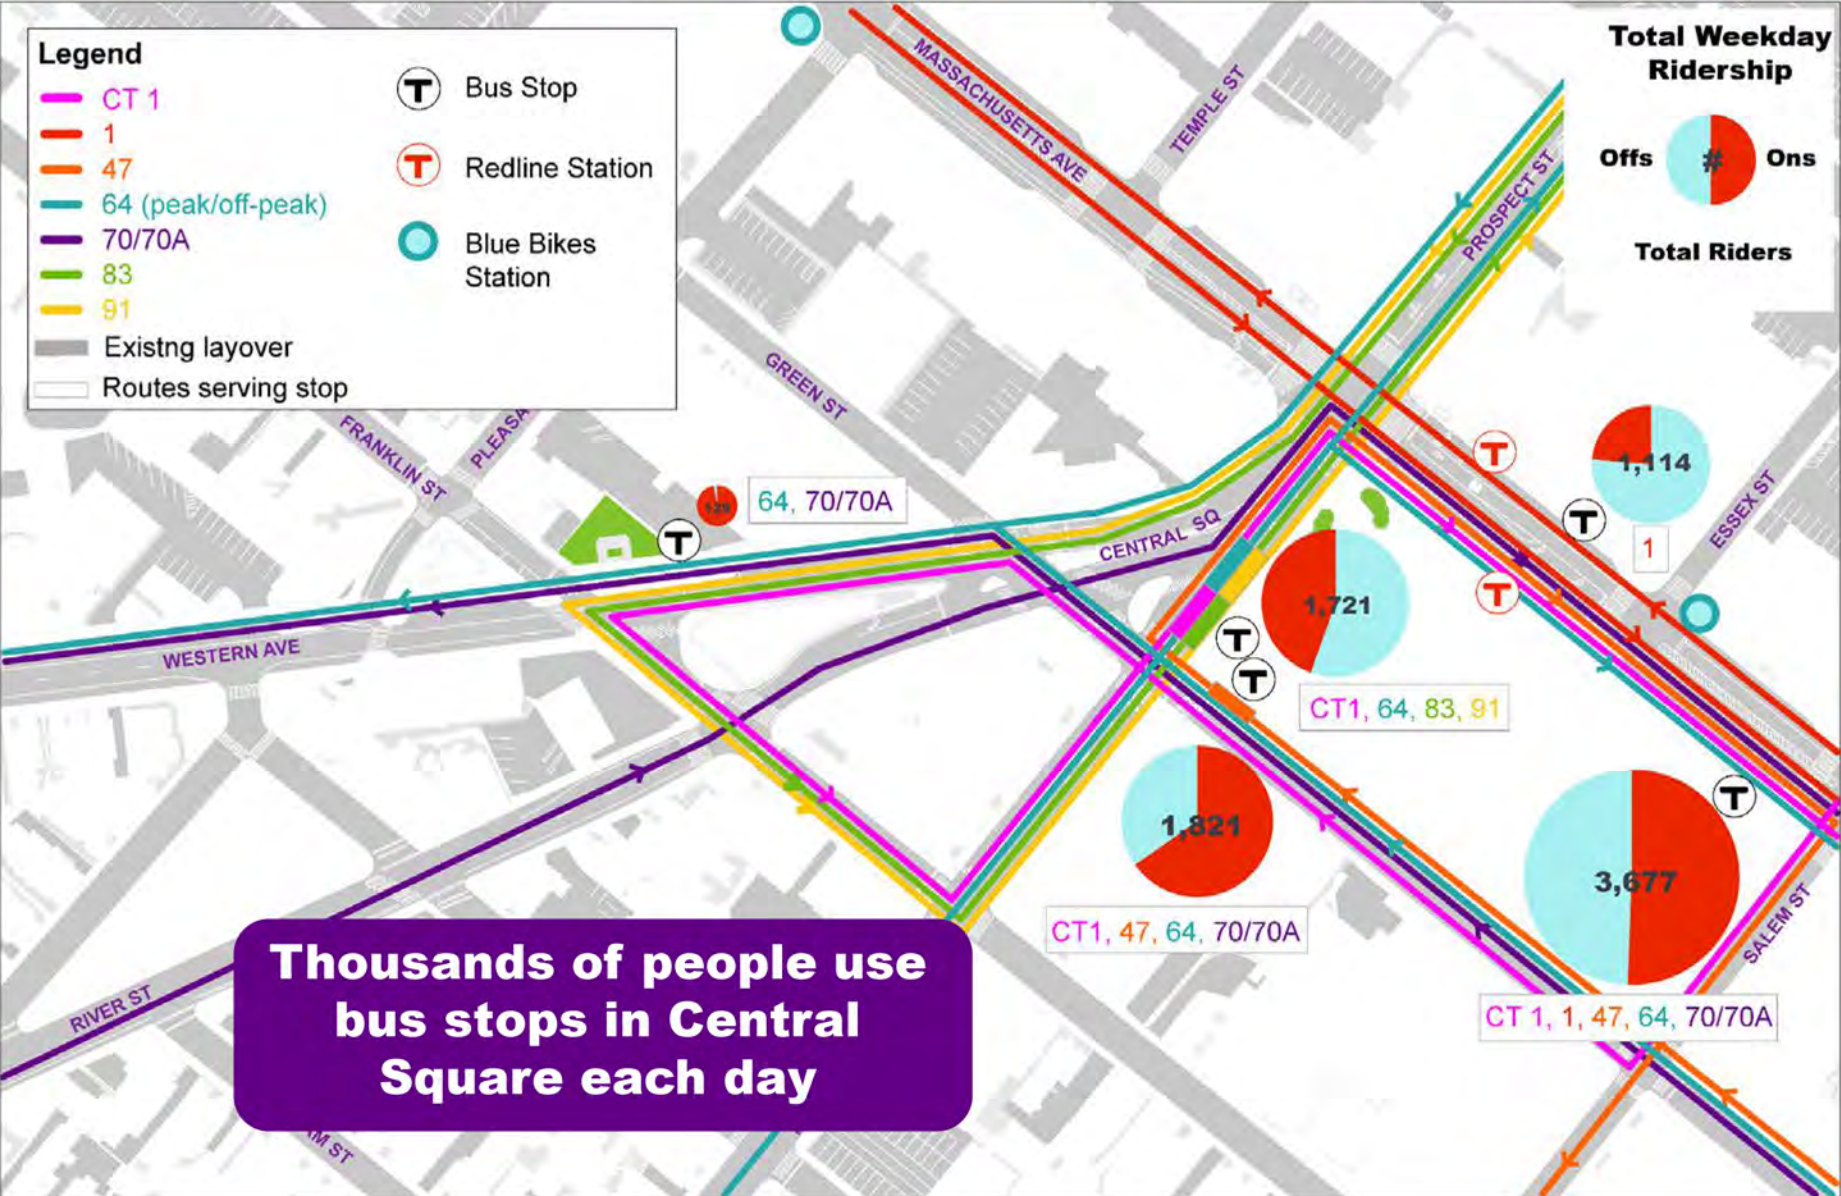 Legend
CT 1
1
47
64 (peak/off-peak)
70/70A
83
91
Existng layover
Routes serving stop
T
Bus Stop
T
Redline Station
Blue Bikes
Station
Total Weekday
Ridership
Offs
#
Ons
Total Riders
MASSACHUSETTS AVE
TEMPLE ST
PROSPECT ST
GREEN ST
FRANKLIN ST
PLEASA
T
64, 70/70A
CENTRAL SQ
T
T
1,114
1
ESSEX ST
T
1,721
T
T
CT1, 64, 83, 91
WESTERN AVE
1,821
CT1, 47, 64, 70/70A
T
3,677
CT 1, 1, 47, 64, 70/70A
SALEM ST
RIVER ST
Thousands of people use
bus stops in Central
Square each day
AM ST